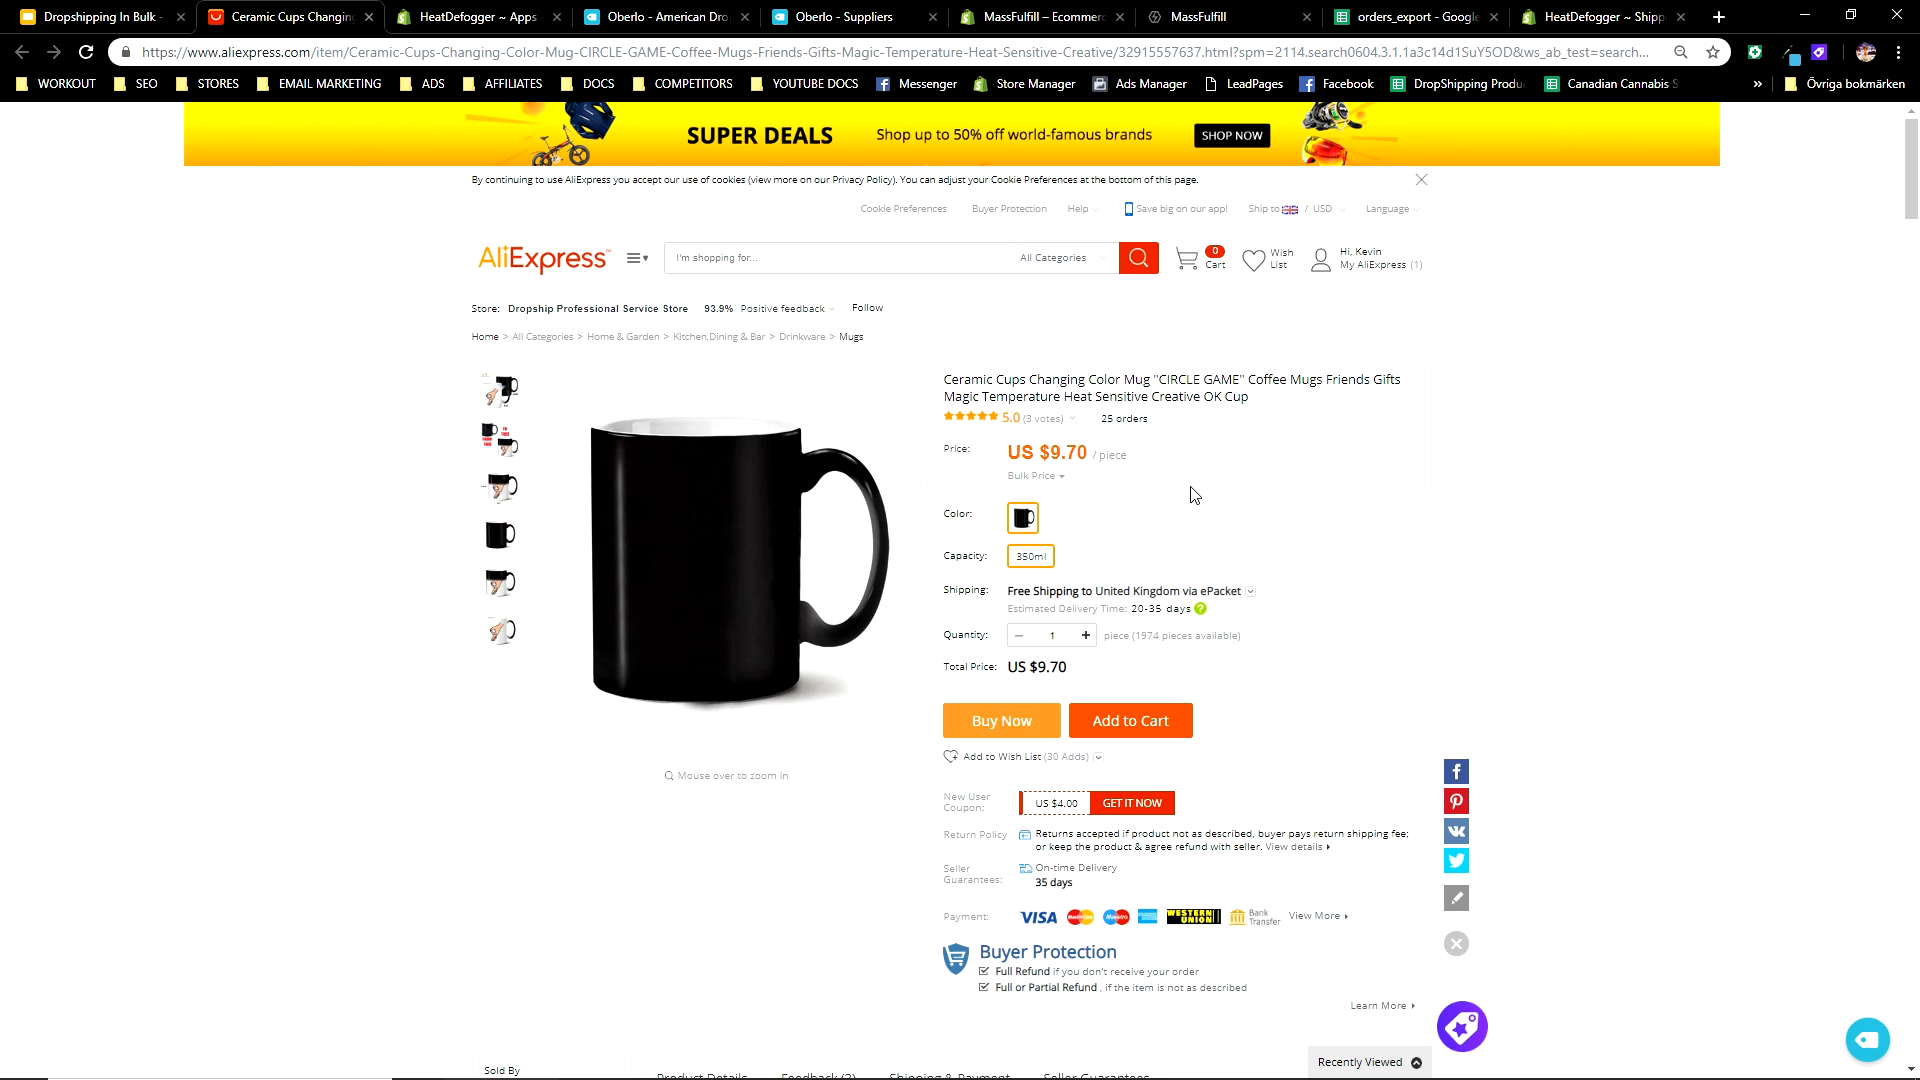 Dropshipping In Bulk -
Ceramic Cups Changin
HeatDefogger ~ Apps
Oberlo - American Dro
Oberlo - Suppliers
MassFulfill – Ecommerc
MassFulfill
orders_export - Google
HeatDefogger ~ Shipp
https://www.aliexpress.com/item/Ceramic-Cups-Changing-Color-Mug-CIRCLE-GAME-Coffee-Mugs-Friends-Gifts-Magic-Temperature-Heat-Sensitive-Creative/32915557637.html?spm=2114.search0604.3.1.1a3c14d1SuY5OD&ws_ab_test=search...
WORKOUT SEO STORES EMAIL MARKETING ADS AFFILIATES DOCS COMPETITORS YOUTUBE DOCS Messenger Store Manager Ads Manager LeadPages Facebook DropShipping Produ Canadian Cannabis S » Övriga bokmärken
SUPER DEALS Shop up to 50% off world-famous brands SHOP NOW
By continuing to use AliExpress you accept our use of cookies (view more on our Privacy Policy). You can adjust your Cookie Preferences at the bottom of this page.
Cookie Preferences Buyer Protection Help Save big on our app! Ship to / USD Language
AliExpress™
I'm shopping for... All Categories
0
Cart
Wish
List
Hi, Kevin
My AliExpress (1)
Store: Dropship Professional Service Store 93.9% Positive feedback Follow
Home > All Categories > Home & Garden > Kitchen,Dining & Bar > Drinkware > Mugs
Ceramic Cups Changing Color Mug "CIRCLE GAME" Coffee Mugs Friends Gifts
Magic Temperature Heat Sensitive Creative OK Cup
5.0 (3 votes) 25 orders
Price: US $9.70 / piece
Bulk Price
Color:
Capacity: 350ml
Shipping: Free Shipping to United Kingdom via ePacket
Estimated Delivery Time: 20-35 days
Quantity: − 1 + piece (1974 pieces available)
Total Price: US $9.70
Buy Now Add to Cart
Add to Wish List (30 Adds)
Mouse over to zoom in
New User
Coupon:
US $4.00 GET IT NOW
Return Policy Returns accepted if product not as described, buyer pays return shipping fee;
or keep the product & agree refund with seller. View details
Seller
Guarantees:
On-time Delivery
35 days
Payment: VISA MasterCard Maestro WESTERN UNION Bank Transfer View More
Buyer Protection
Full Refund if you don't receive your order
Full or Partial Refund , if the item is not as described
Learn More
Recently Viewed
Sold By
Product Details Feedback (3) Shipping & Payment Seller Guarantees